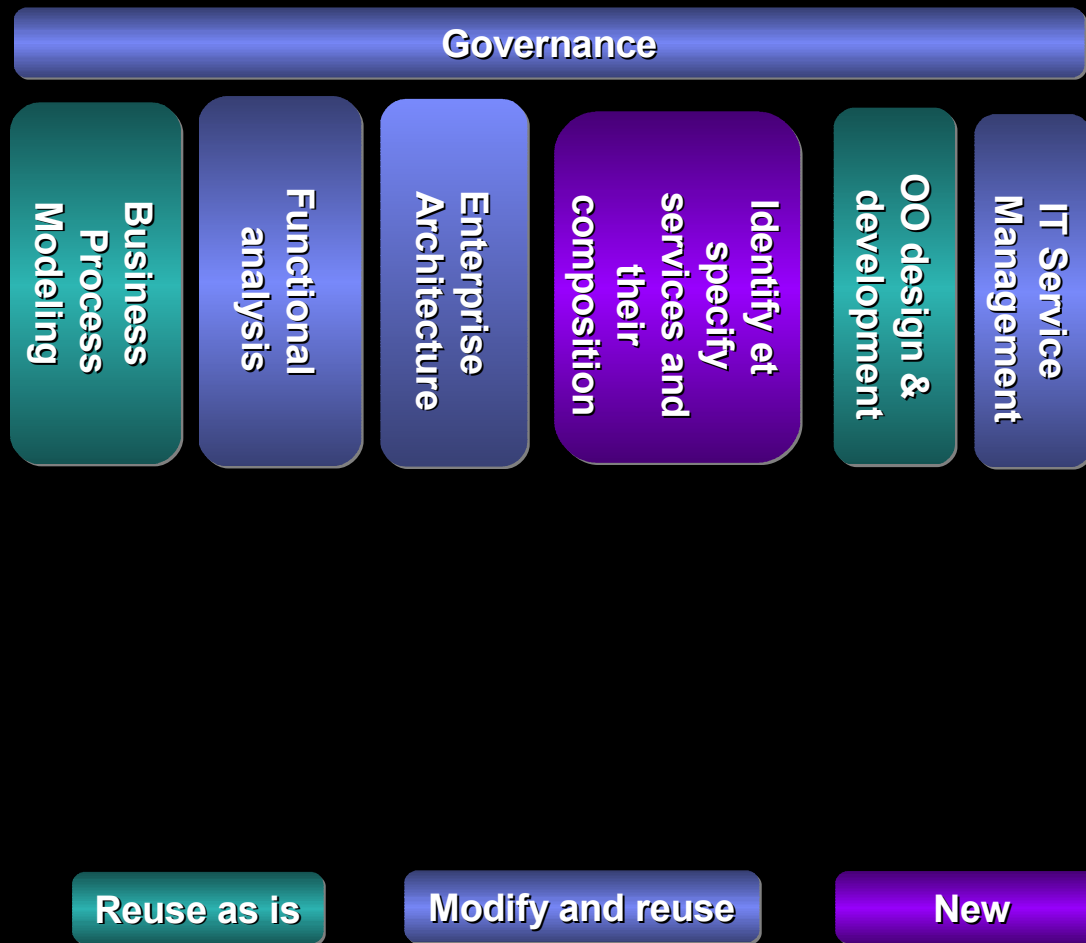 Governance
Business
Process
Modeling
Functional
analysis
Enterprise
Architecture
Identify et
specify
services and
their
composition
OO design &
development
IT Service
Management
Reuse as is
Modify and reuse
New